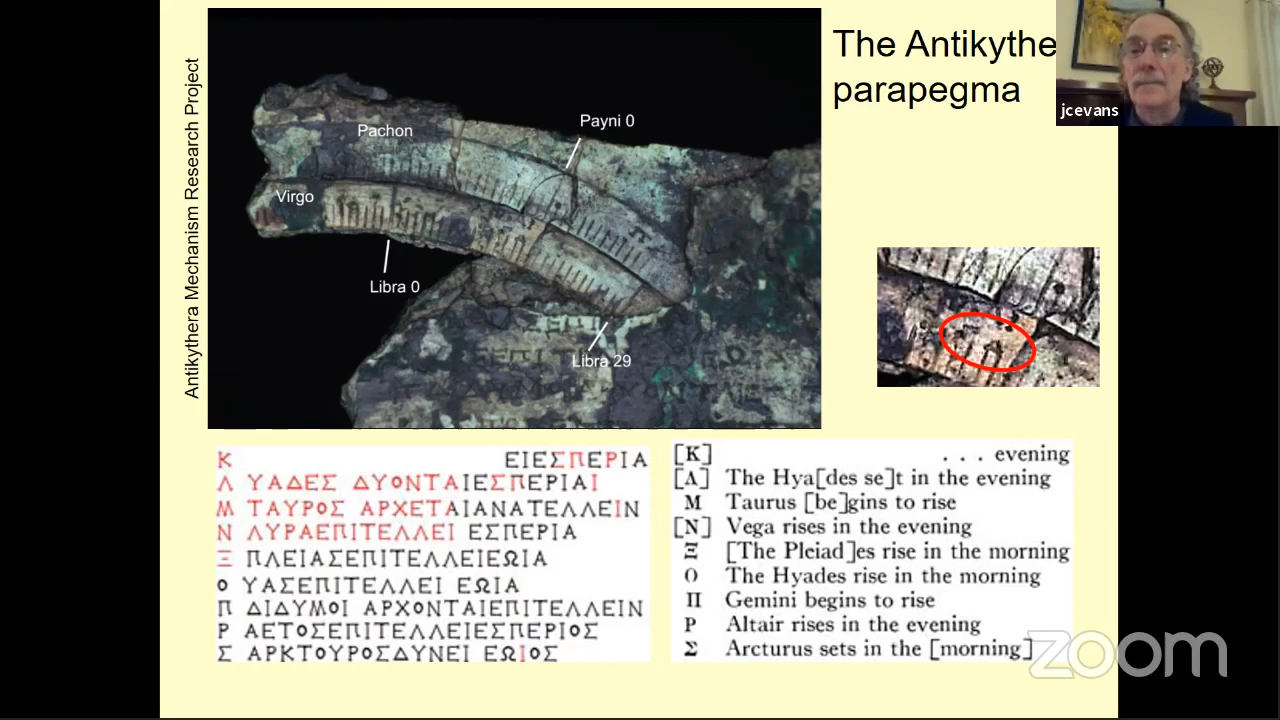 The Antikythe
parapegma
jcevans
Antikythera Mechanism Research Project
Pachon
Payni 0
Virgo
Libra 0
Libra 29
Κ ΕΙΕΣΠΕΡΙΑ
Λ ΥΑΔΕΣ ΔΥΟΝΤΑΙΕΣΠΕΡΙΑΙ
Μ ΤΑΥΡΟΣ ΑΡΧΕΤΑΙΑΝΑΤΕΛΛΕΙΝ
Ν ΛΥΡΑΕΠΙΤΕΛΛΕΙ ΕΣΠΕΡΙΑ
Ξ ΠΛΕΙΑΣΕΠΙΤΕΛΛΕΙΕΩΙΑ
Ο ΥΑΣΕΠΙΤΕΛΛΕΙ ΕΩΙΑ
Π ΔΙΔΥΜΟΙ ΑΡΧΟΝΤΑΙΕΠΙΤΕΛΛΕΙΝ
Ρ ΑΕΤΟΣΕΠΙΤΕΛΛΕΙΕΣΠΕΡΙΟΣ
Σ ΑΡΚΤΟΥΡΟΣΔΥΝΕΙ ΕΩΙΟΣ
[Κ] . . . evening
[Λ] The Hya[des se]t in the evening
Μ Taurus [be]gins to rise
[Ν] Vega rises in the evening
Ξ [The Pleiad]es rise in the morning
Ο The Hyades rise in the morning
Π Gemini begins to rise
Ρ Altair rises in the evening
Σ Arcturus sets in the [morning]
zoom